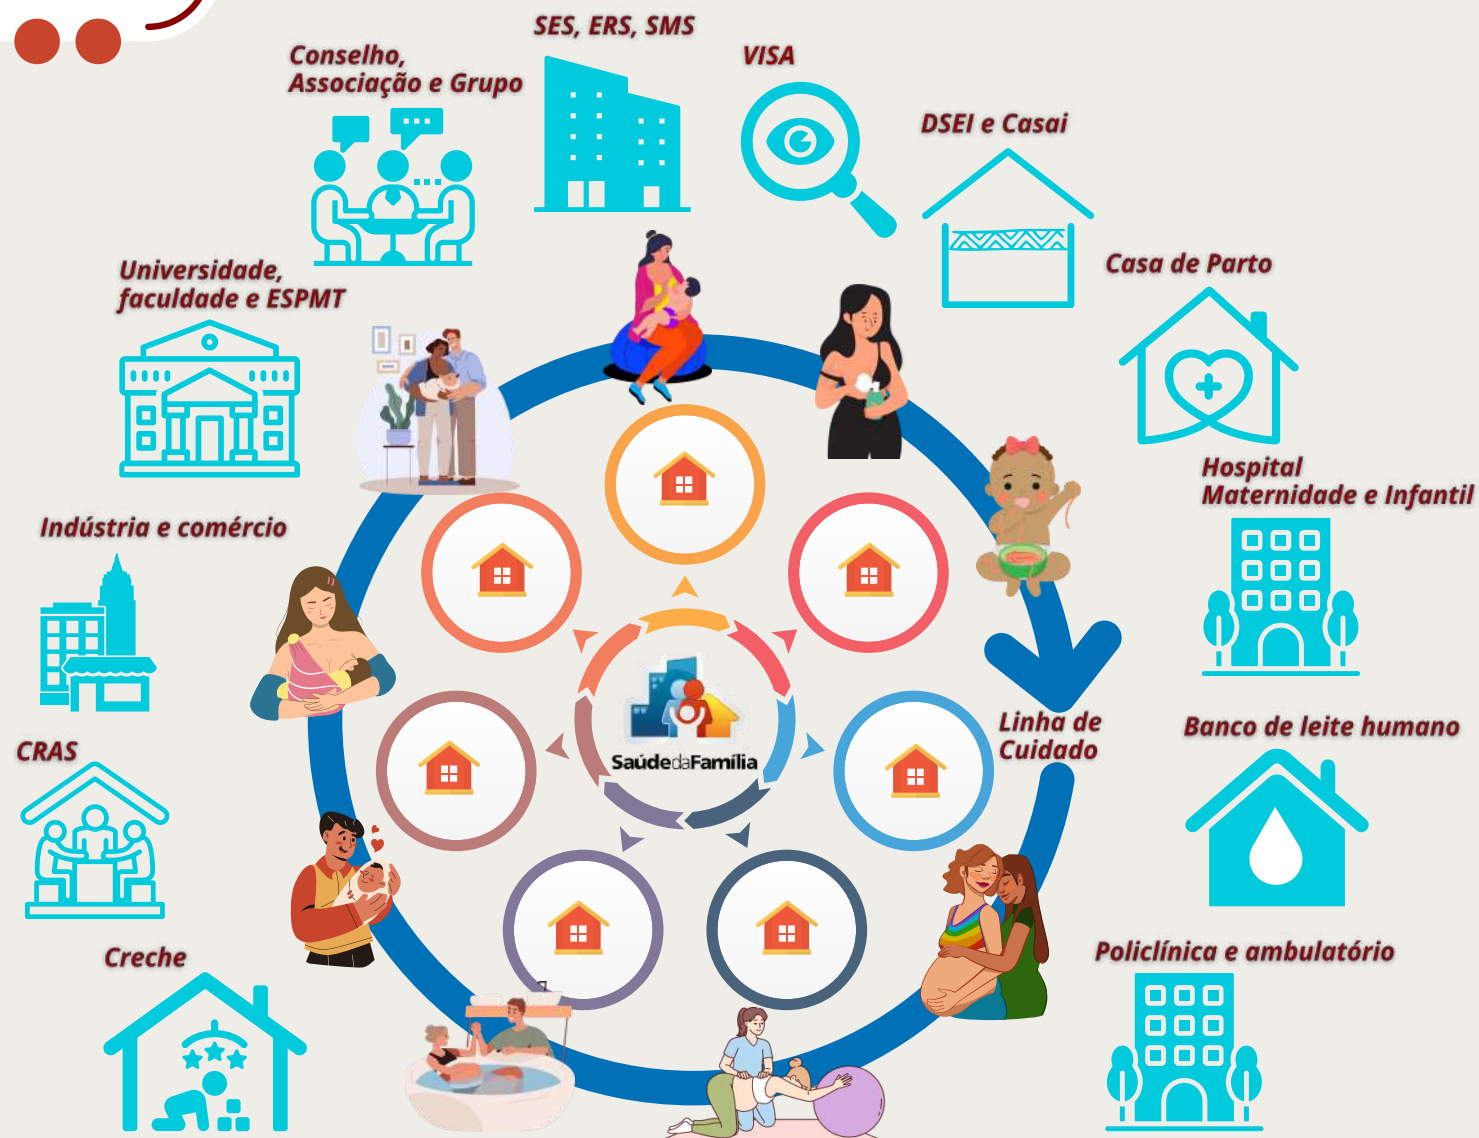 SES, ERS, SMS
Conselho,
Associação e Grupo
VISA
DSEI e Casai
Universidade,
faculdade e ESPMT
Casa de Parto
Hospital
Maternidade e Infantil
Indústria e comércio
Linha de
Cuidado
Banco de leite humano
CRAS
SaúdedaFamília
Policlínica e ambulatório
Creche